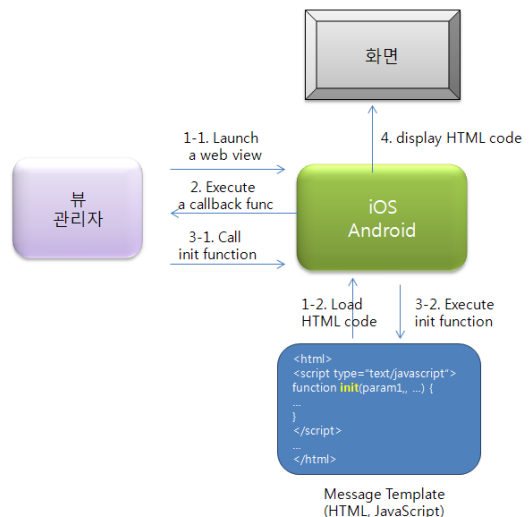 화면
1-1. Launch
a web view
4. display HTML code
뷰
관리자
2. Execute
a callback func
iOS
Android
3-1. Call
init function
1-2. Load
HTML code
3-2. Execute
init function
<html>
<script type="text/javascript">
function init(param1,, ...) {
...
}
</script>
...
</html>
Message Template
(HTML, JavaScript)